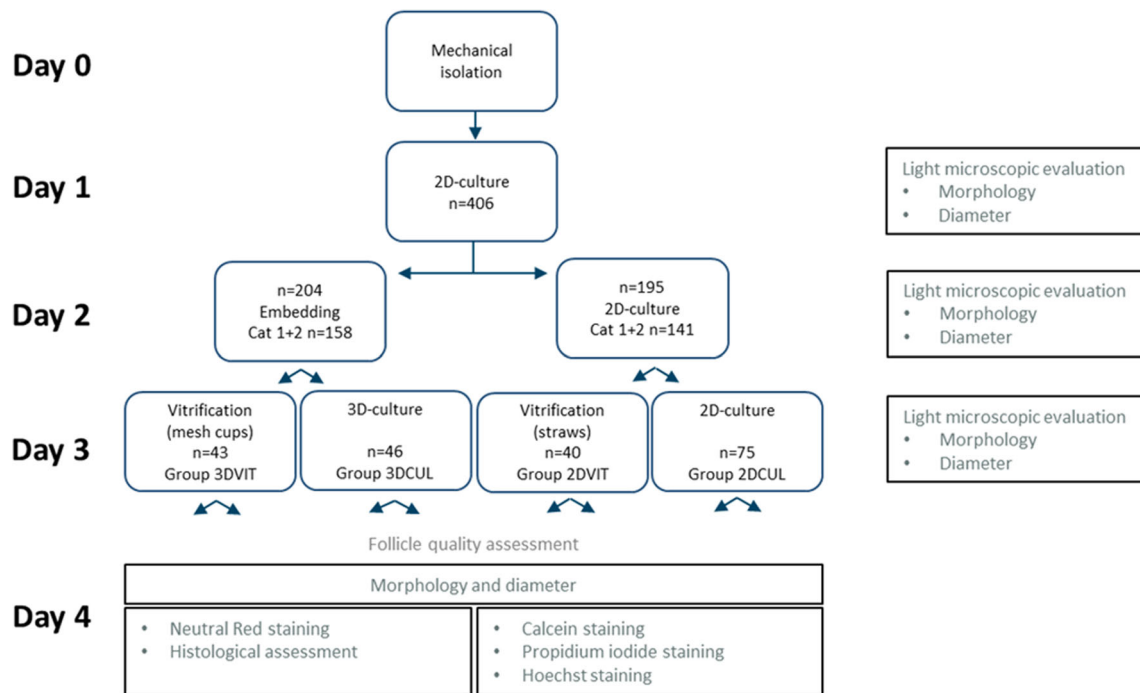 Day 0
Mechanical
isolation
Day 1
2D-culture
n=406
Light microscopic evaluation
• Morphology
• Diameter
Day 2
n=204
Embedding
Cat 1+2 n=158
n=195
2D-culture
Cat 1+2 n=141
Light microscopic evaluation
• Morphology
• Diameter
Day 3
Vitrification
(mesh cups)
n=43
Group 3DVIT
3D-culture
n=46
Group 3DCUL
Vitrification
(straws)
n=40
Group 2DVIT
2D-culture
n=75
Group 2DCUL
Light microscopic evaluation
• Morphology
• Diameter
Follicle quality assessment
Day 4
Morphology and diameter
• Neutral Red staining
• Histological assessment
• Calcein staining
• Propidium iodide staining
• Hoechst staining